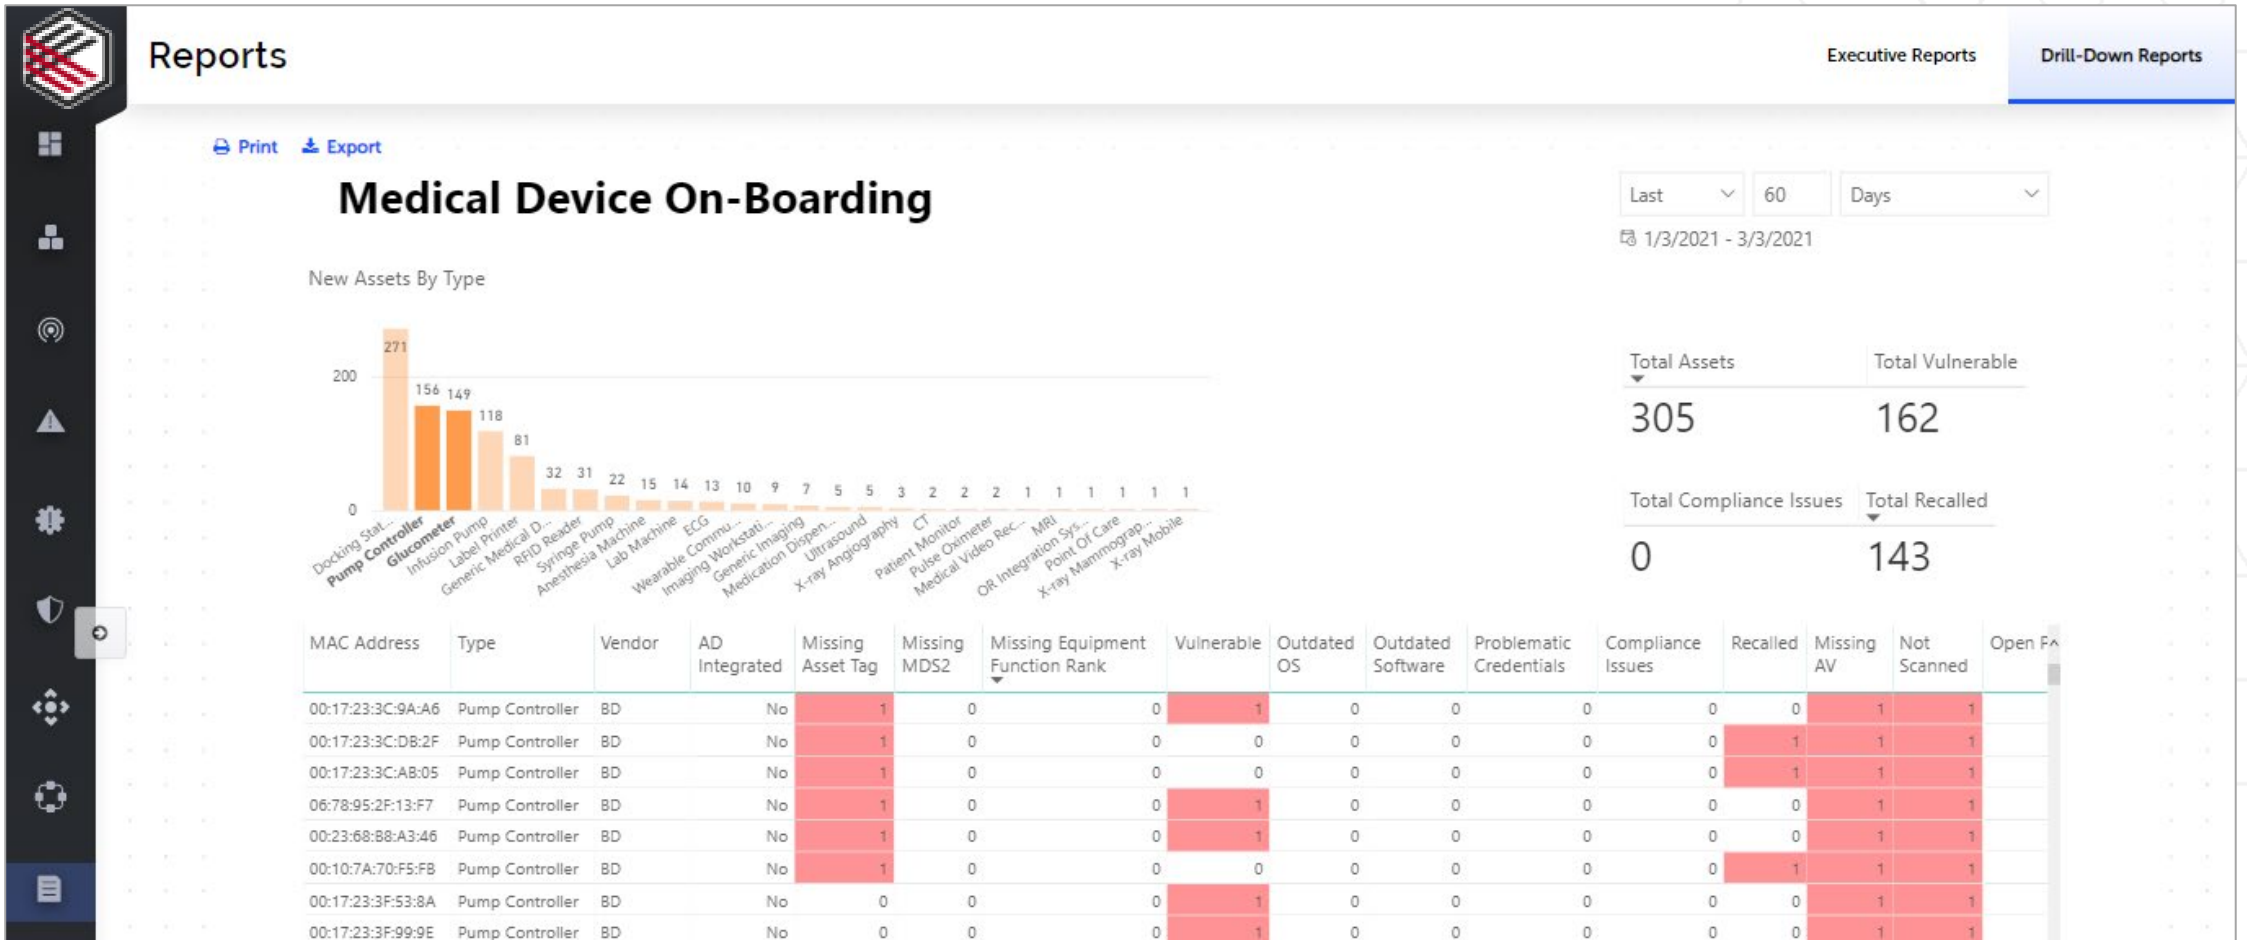 Reports
Executive Reports
Drill-Down Reports
Print Export
Medical Device On-Boarding
Last 60 Days
1/3/2021 - 3/3/2021
New Assets By Type
200
0
271 156 149 118 81 32 31 22 15 14 13 10 9 7 5 5 3 2 2 2 1 1 1 1 1 1
Docking Stat...
Pump Controller
Glucometer
Infusion Pump
Label Printer
Generic Medical D...
RFID Reader
Syringe Pump
Anesthesia Machine
Lab Machine
ECG
Wearable Commu...
Imaging Workstati...
Generic Imaging
Medication Dispen...
Ultrasound
X-ray Angiography
CT
Patient Monitor
Pulse Oximeter
Medical Video Rec...
MRI
OR Integration Sys...
Point Of Care
X-ray Mammograp...
X-ray Mobile
Total Assets Total Vulnerable
305 162
Total Compliance Issues Total Recalled
0 143
MAC Address Type Vendor AD Integrated Missing Asset Tag Missing MDS2 Missing Equipment Function Rank Vulnerable Outdated OS Outdated Software Problematic Credentials Compliance Issues Recalled Missing AV Not Scanned Open
00:17:23:3C:9A:A6 Pump Controller BD No 1 0 0 1 0 0 0 0 0 1 1
00:17:23:3C:DB:2F Pump Controller BD No 1 0 0 0 0 0 0 0 1 1 1
00:17:23:3C:AB:05 Pump Controller BD No 1 0 0 0 0 0 0 0 1 1 1
06:78:95:2F:13:F7 Pump Controller BD No 1 0 0 1 0 0 0 0 0 1 1
00:23:68:B8:A3:46 Pump Controller BD No 1 0 0 1 0 0 0 0 0 1 1
00:10:7A:70:F5:FB Pump Controller BD No 1 0 0 0 0 0 0 0 1 1 1
00:17:23:3F:53:8A Pump Controller BD No 0 0 0 1 0 0 0 0 0 1 1
00:17:23:3F:99:9E Pump Controller BD No 0 0 0 1 0 0 0 0 0 1 1